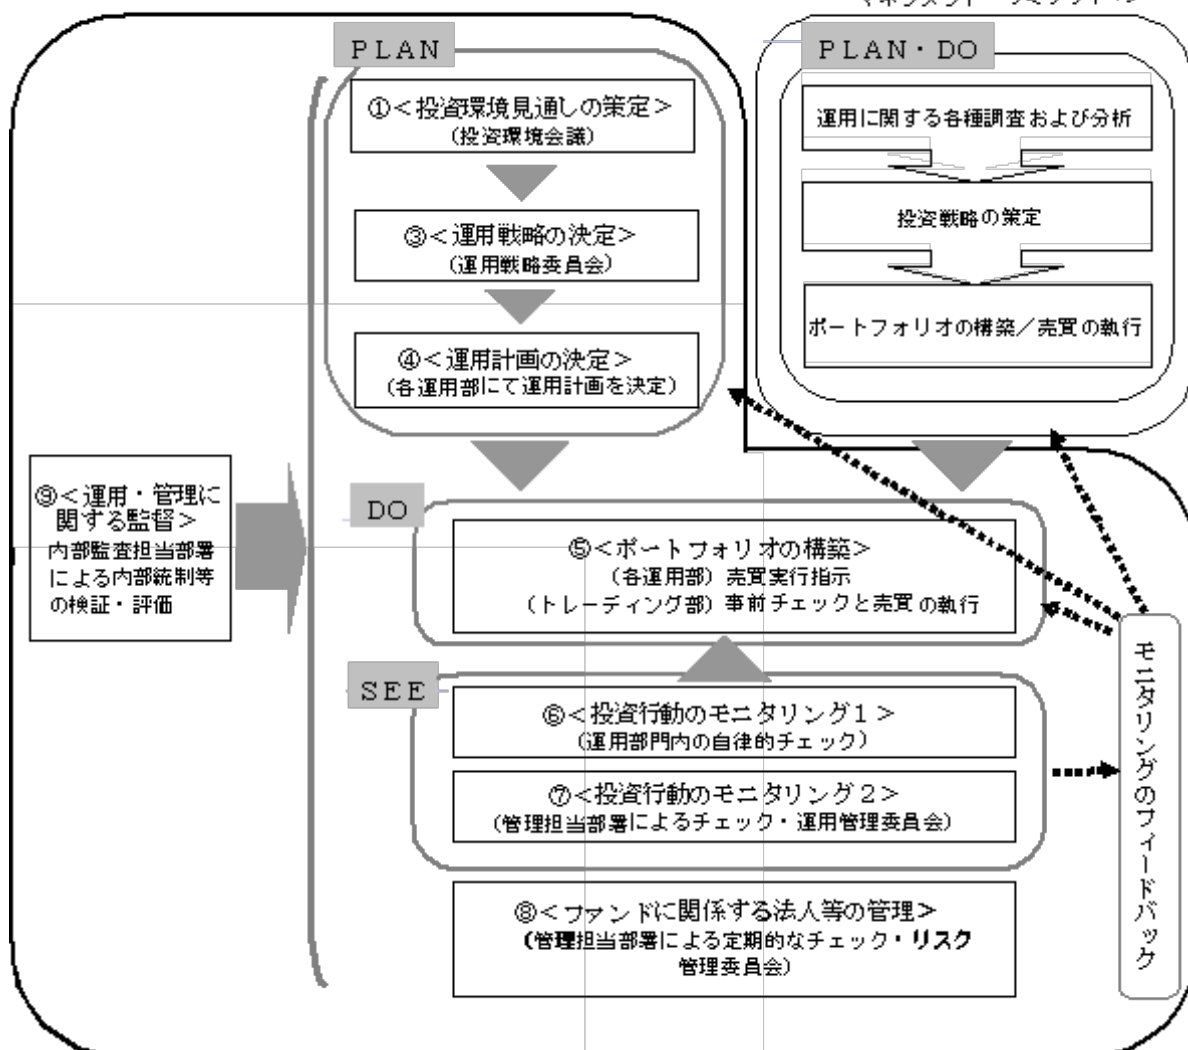 PLAN
①<投資環境見通しの策定>
(投資環境会議)
③<運用戦略の決定>
(運用戦略委員会)
④<運用計画の決定>
(各運用部にて運用計画を決定)
PLAN・DO
運用に関する各種調査および分析
投資戦略の策定
ポートフォリオの構築/売買の執行
⑨<運用・管理に
関する監督>
内部監査担当部署
による内部統制等
の検証・評価
DO
⑤<ポートフォリオの構築>
(各運用部)売買実行指示
(トレーディング部)事前チェックと売買の執行
SEE
⑥<投資行動のモニタリング1>
(運用部門内の自律的チェック)
⑦<投資行動のモニタリング2>
(管理担当部署によるチェック・運用管理委員会)
⑧<ファンドに関係する法人等の管理>
(管理担当部署による定期的なチェック・リスク
管理委員会)
モニタリングのフィードバック